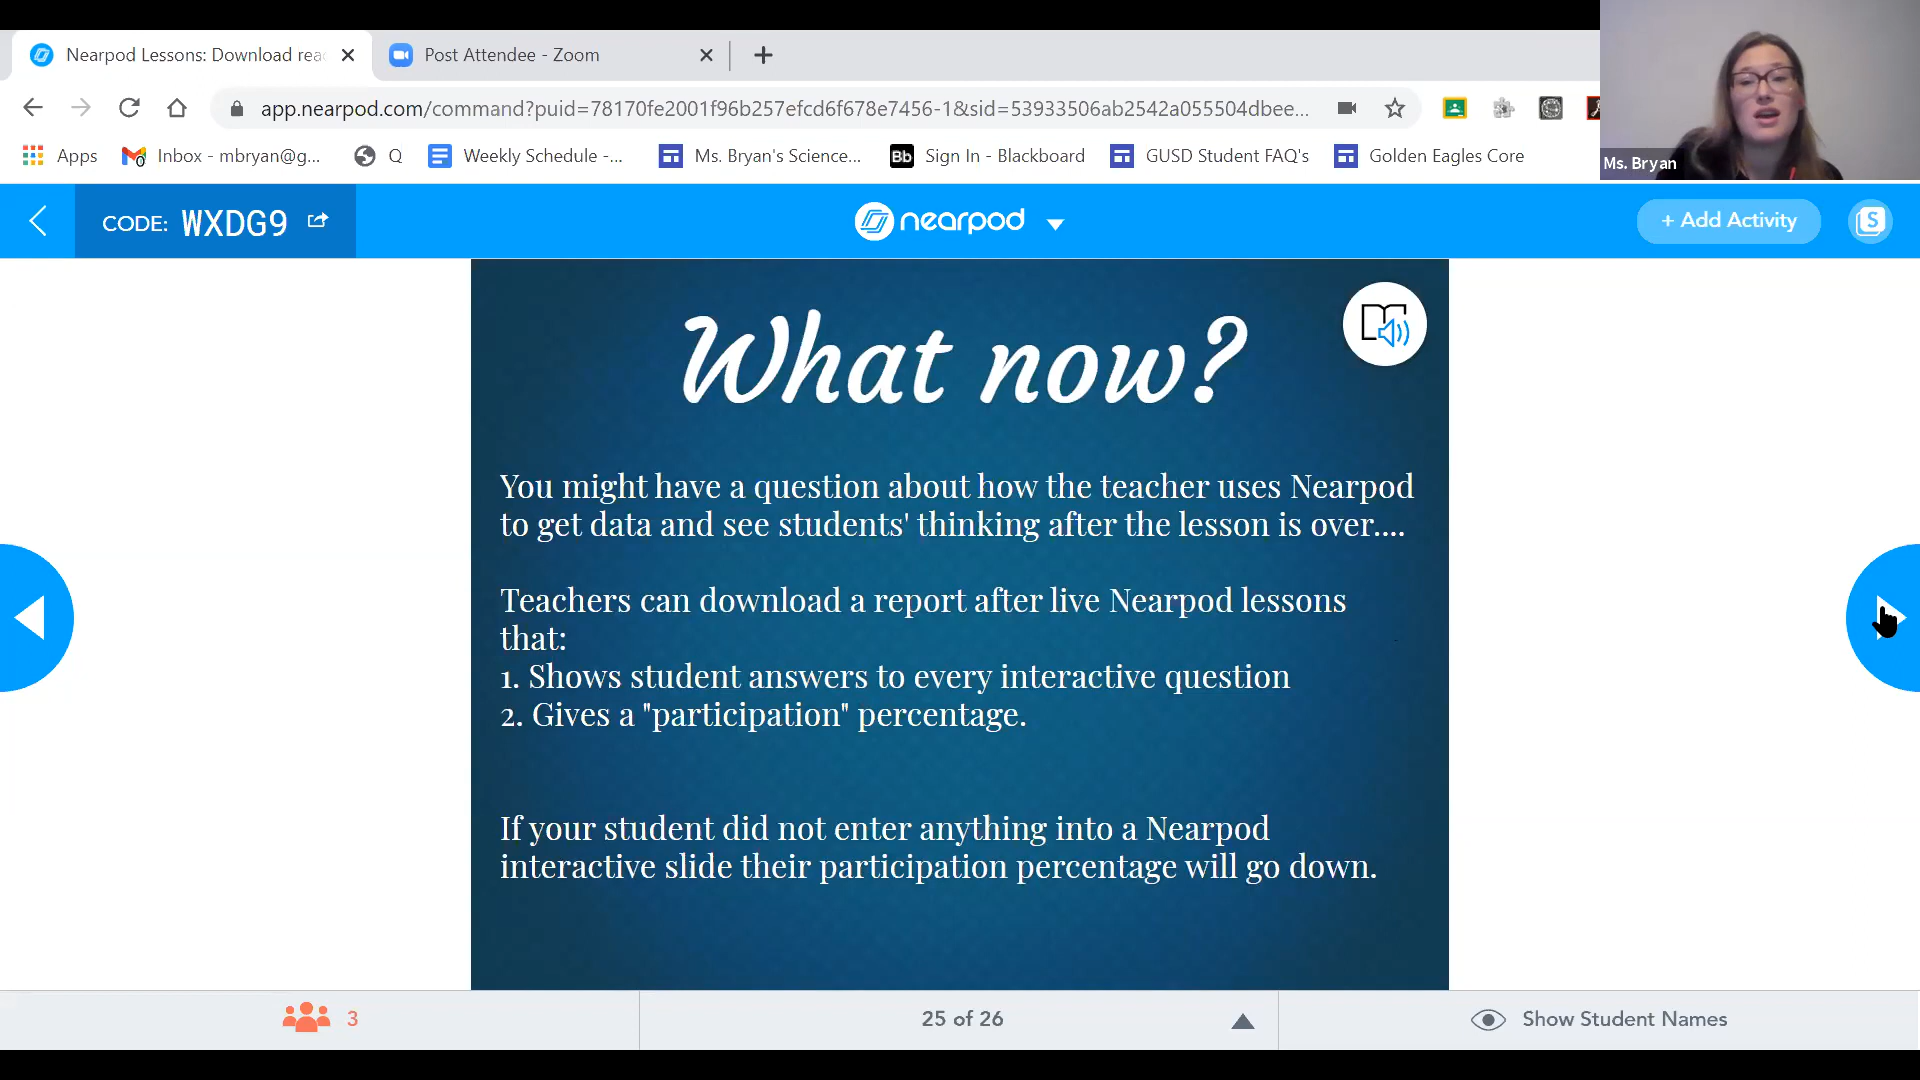 Nearpod Lessons: Download rea
Post Attendee - Zoom
app.nearpod.com/command?puid=78170fe2001f96b257efcd6f678e7456-1&sid=53933506ab2542a055504dbee...
Apps
Inbox - mbryan@g...
Q
Weekly Schedule -...
Ms. Bryan's Science...
Bb
Sign In - Blackboard
GUSD Student FAQ's
Golden Eagles Core
Ms. Bryan
CODE: WXDG9
nearpod
+ Add Activity
S
What now?
You might have a question about how the teacher uses Nearpod
to get data and see students' thinking after the lesson is over....
Teachers can download a report after live Nearpod lessons
that:
1. Shows student answers to every interactive question
2. Gives a "participation" percentage.
If your student did not enter anything into a Nearpod
interactive slide their participation percentage will go down.
3
25 of 26
Show Student Names